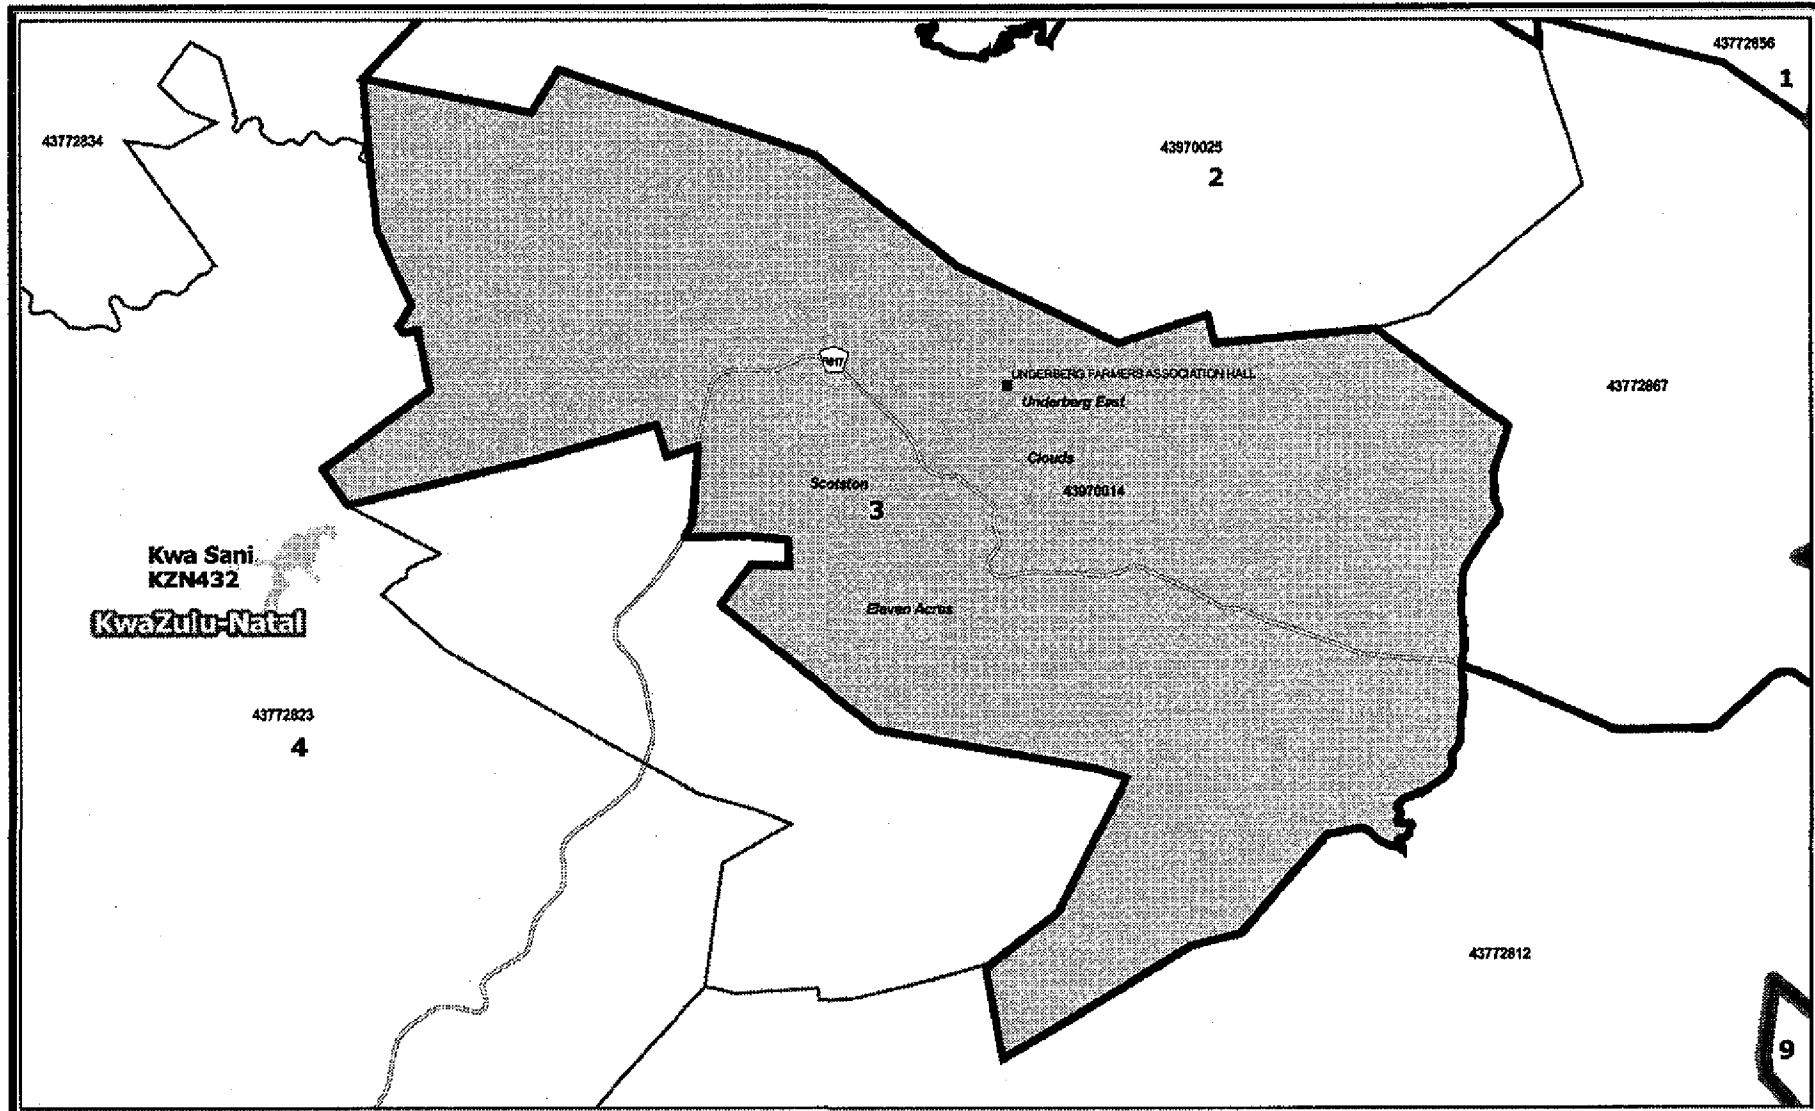 43772856
1
43772834
43970025
2
R617
UNDERBERG FARMERS ASSOCIATION HALL
Underberg East
43772867
Clouds
Scotston
43970014
3
Kwa Sani
KZN432
KwaZulu-Natal
Eleven Acres
43772823
4
43772812
9